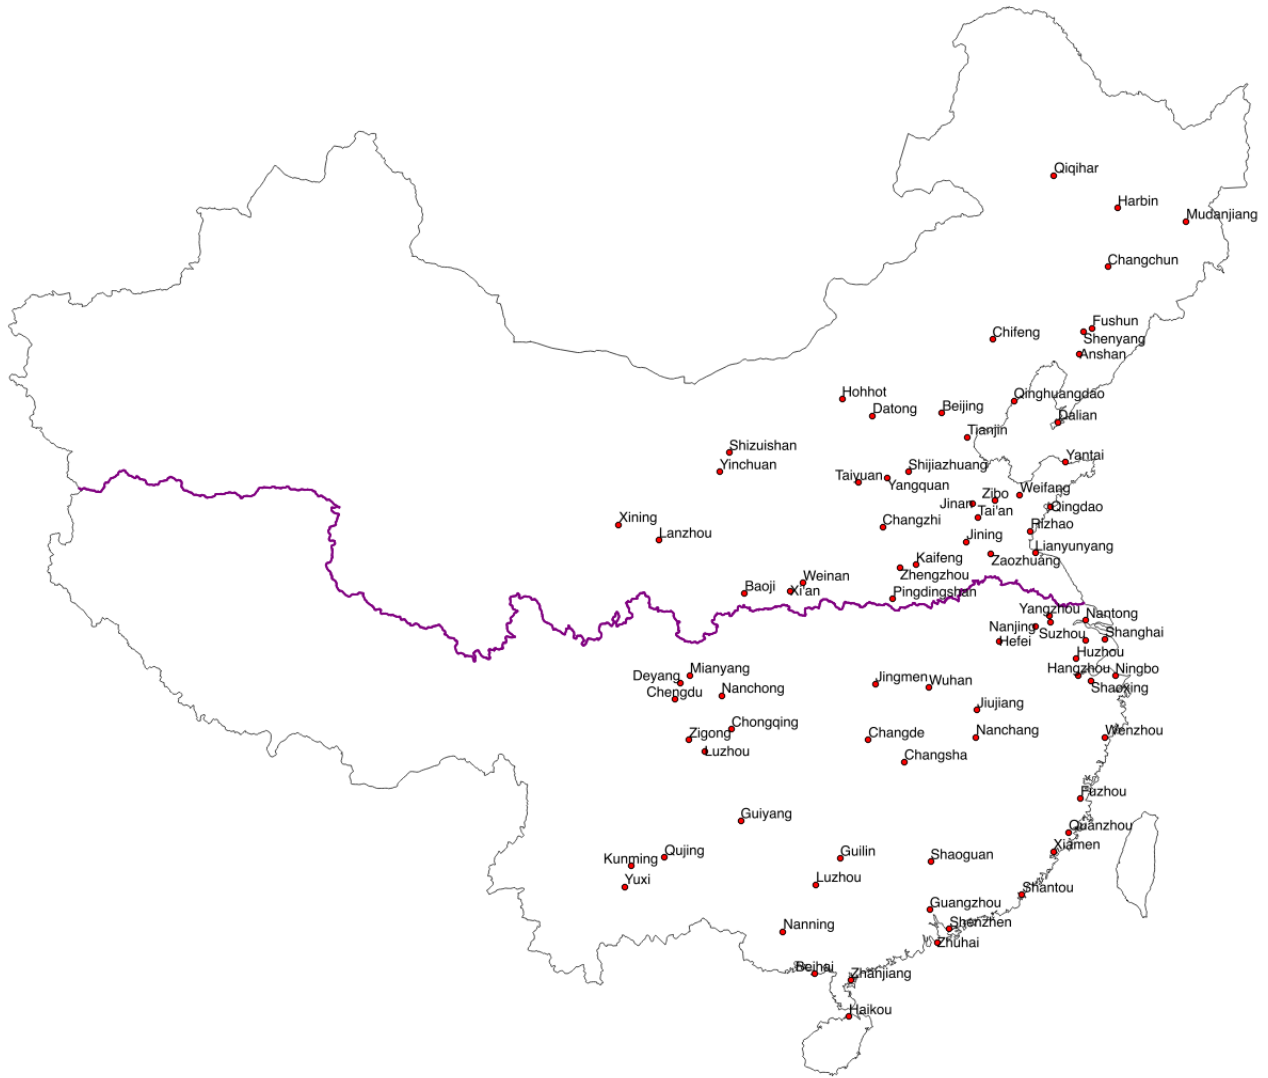 Qiqihar
Harbin
Mudanjiang
Changchun
Fushun
Chifeng
Shenyang
Anshan
Hohhot
Qinghuangdao
Datong
Beijing
Dalian
Tianjin
Shizuishan
Yantai
Yinchuan
Shijiazhuang
Taiyuan
Yangquan
Weifang
Zibo
Jinan
Qingdao
Tai'an
Xining
Changzhi
Rizhao
Lanzhou
Jining
Lianyunyang
Kaifeng
Zaozhuang
Zhengzhou
Weinan
Baoji
Xi'an
Pingdingshan
Yangzhou
Nantong
Nanjing
Suzhou
Shanghai
Hefei
Huzhou
Mianyang
Deyang
Hangzhou
Ningbo
Jingmen
Wuhan
Shaoxing
Chengdu
Nanchong
Jiujiang
Chongqing
Zigong
Changde
Nanchang
Wenzhou
Luzhou
Changsha
Fuzhou
Guiyang
Quanzhou
Xiamen
Qujing
Guilin
Shaoguan
Kunming
Yuxi
Luzhou
Shantou
Guangzhou
Shenzhen
Nanning
Zhuhai
Beihai
Zhanjiang
Haikou